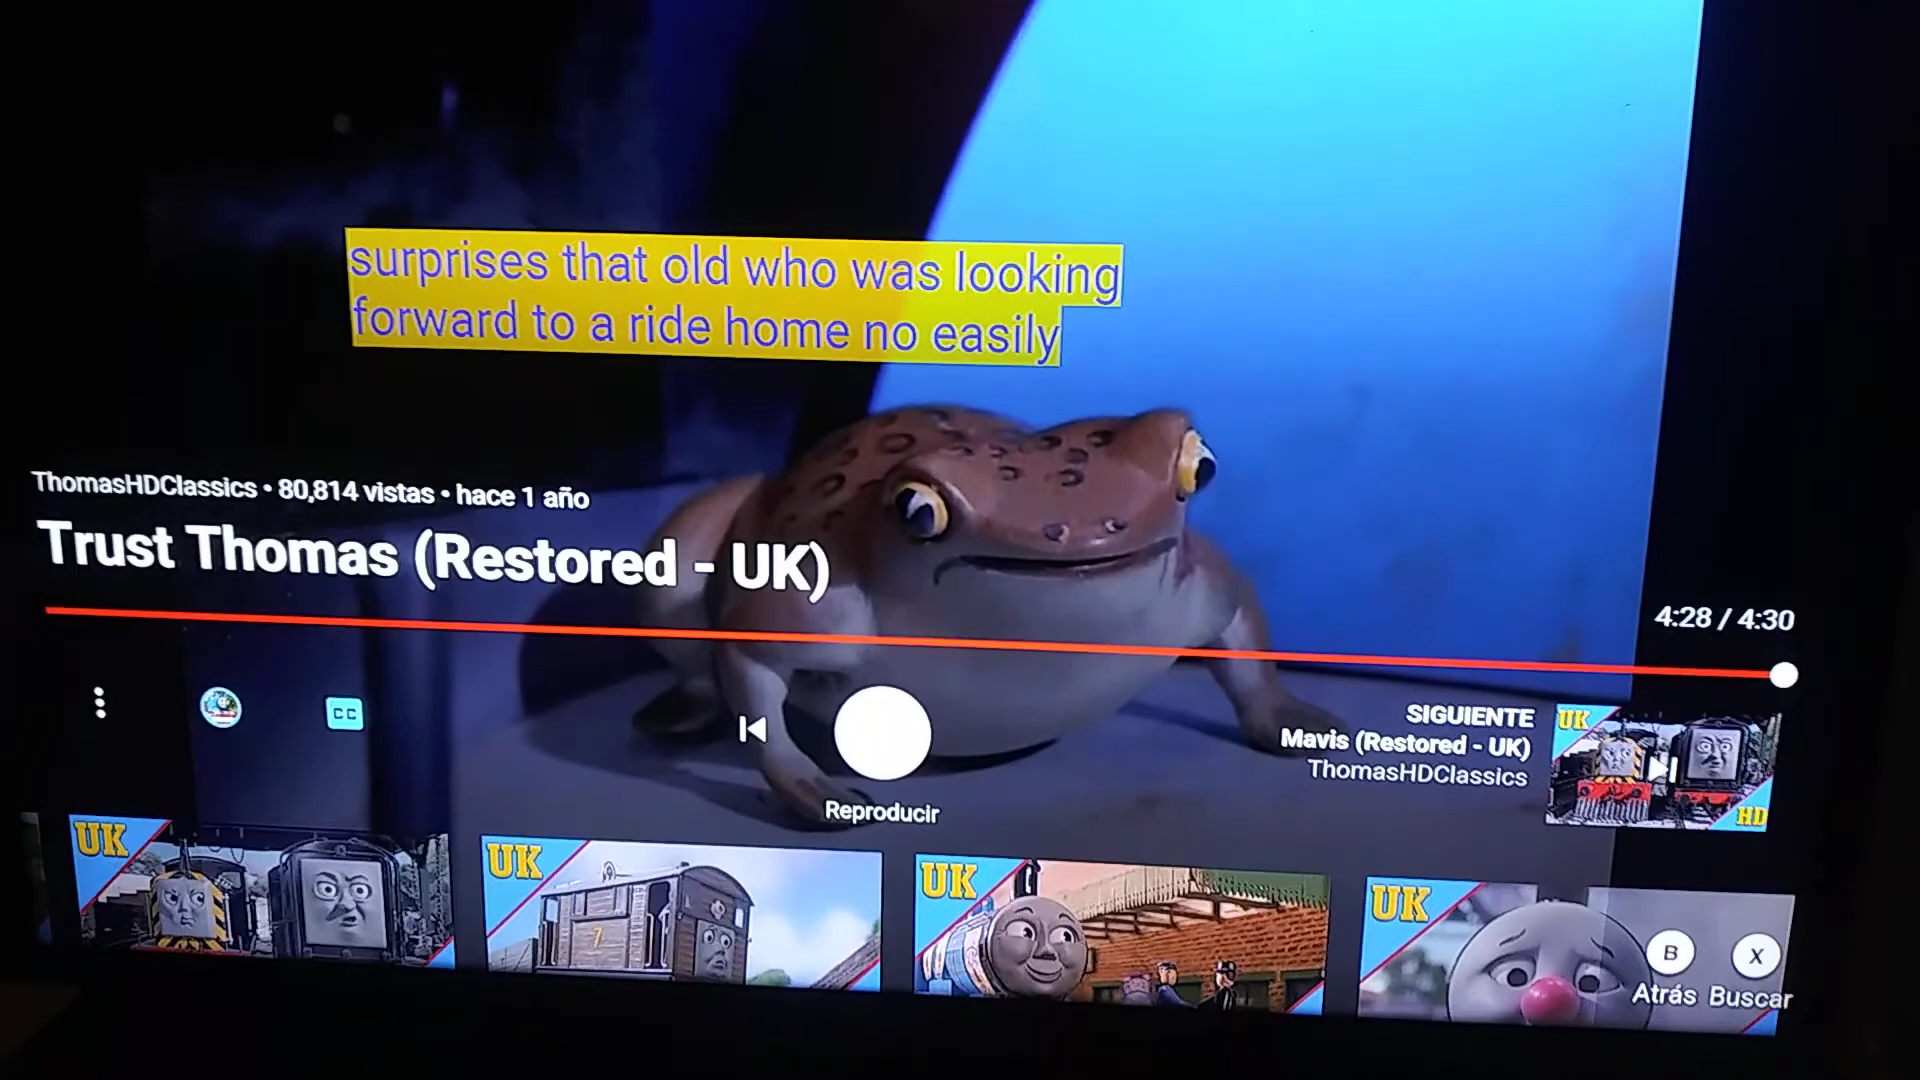 surprises that old who was looking
forward to a ride home no easily
ThomasHDClassics • 80,814 vistas • hace 1 año
Trust Thomas (Restored - UK)
4:28 / 4:30
CC
Reproducir
SIGUIENTE
Mavis (Restored - UK)
ThomasHDClassics
UK
HD
UK
7
UK
UK
UK
B
X
Atrás
Buscar